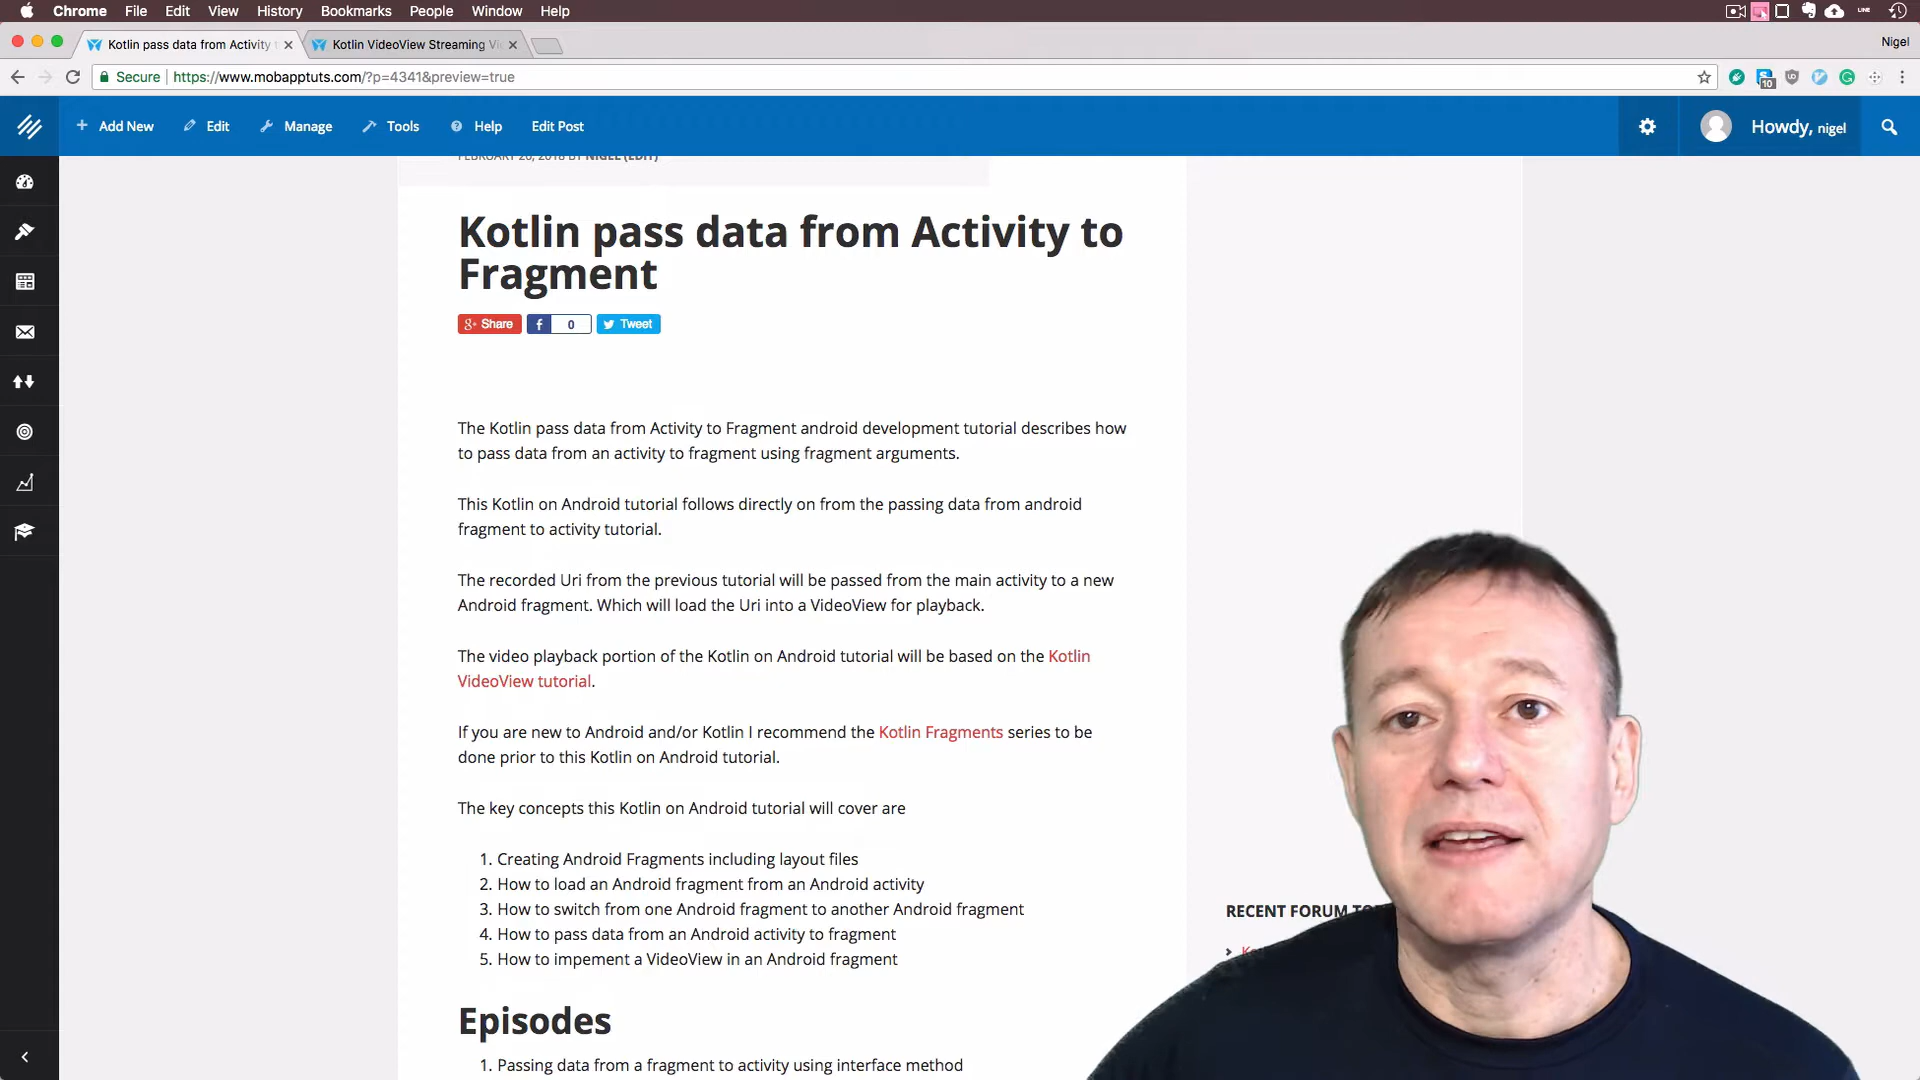 Chrome File Edit View History Bookmarks People Window Help
Kotlin pass data from Activity t
Kotlin VideoView Streaming Vi
Nigel
Secure https://www.mobapptuts.com/?p=4341&preview=true
10
Add New Edit Manage Tools Help Edit Post
Howdy, nigel
FEBRUARY 20, 2018 BY NIGEL (EDIT)
Kotlin pass data from Activity to
Fragment
Share
0
Tweet
The Kotlin pass data from Activity to Fragment android development tutorial describes how
to pass data from an activity to fragment using fragment arguments.
This Kotlin on Android tutorial follows directly on from the passing data from android
fragment to activity tutorial.
The recorded Uri from the previous tutorial will be passed from the main activity to a new
Android fragment. Which will load the Uri into a VideoView for playback.
The video playback portion of the Kotlin on Android tutorial will be based on the Kotlin
VideoView tutorial.
If you are new to Android and/or Kotlin I recommend the Kotlin Fragments series to be
done prior to this Kotlin on Android tutorial.
The key concepts this Kotlin on Android tutorial will cover are
1. Creating Android Fragments including layout files
2. How to load an Android fragment from an Android activity
3. How to switch from one Android fragment to another Android fragment
4. How to pass data from an Android activity to fragment
5. How to impement a VideoView in an Android fragment
RECENT FORUM
Episodes
1. Passing data from a fragment to activity using interface method